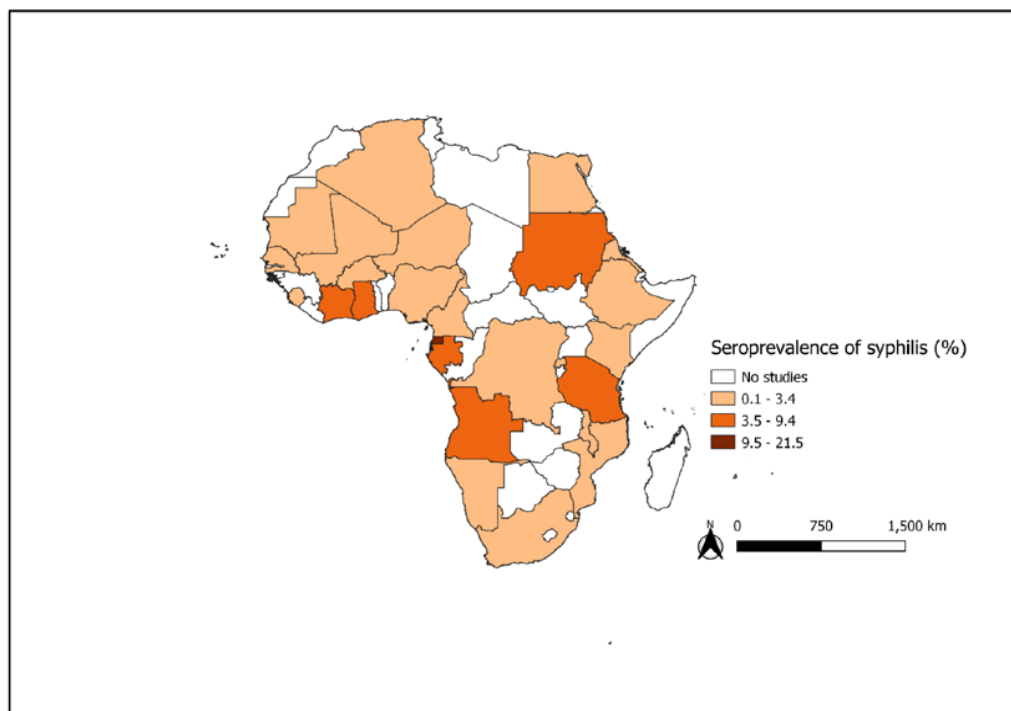 Seroprevalence of syphilis (%)
No studies
0.1 - 3.4
3.5 - 9.4
9.5 - 21.5
N
0 750 1,500 km